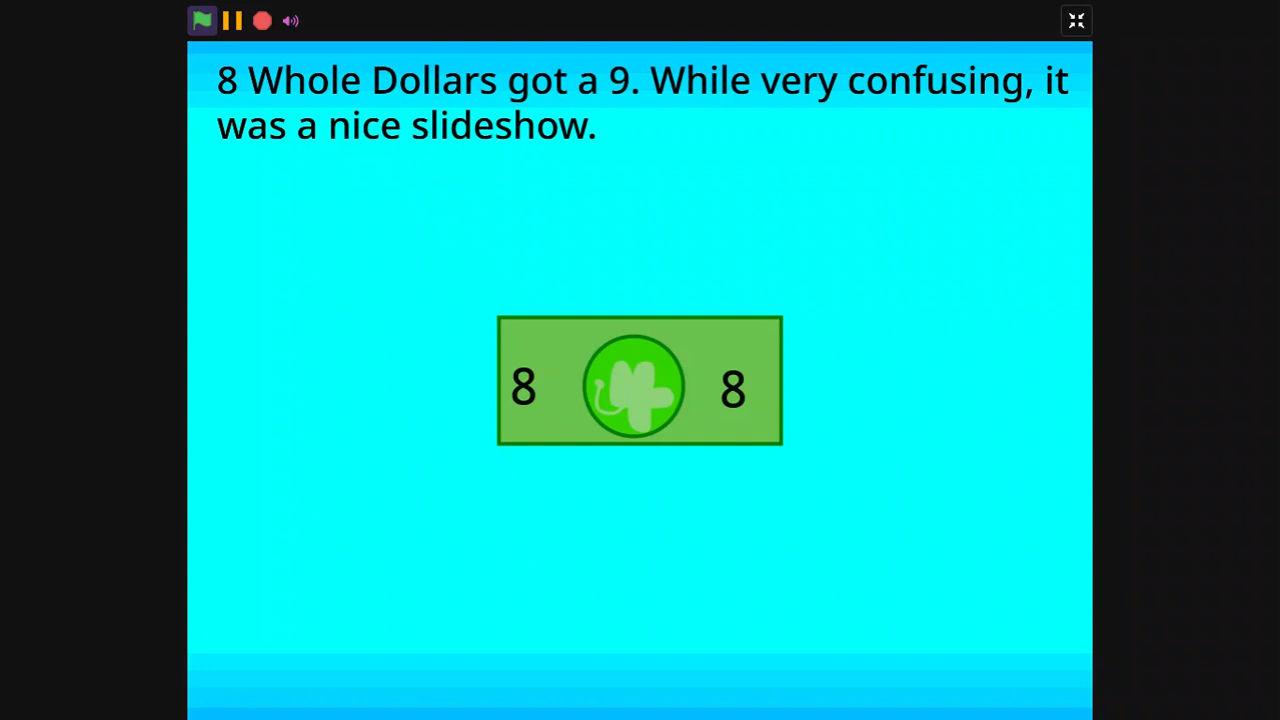 8 Whole Dollars got a 9. While very confusing, it
was a nice slideshow.
8 8